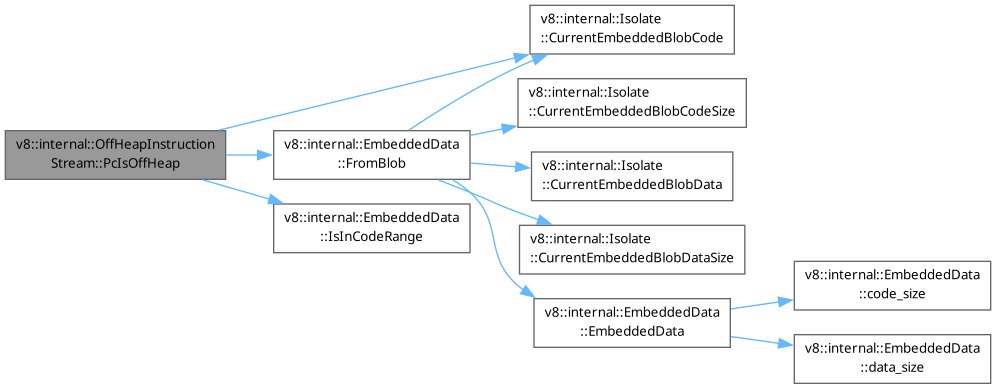 v8::internal::OffHeapInstruction
Stream::PcIsOffHeap
v8::internal::EmbeddedData
::FromBlob
v8::internal::EmbeddedData
::IsInCodeRange
v8::internal::Isolate
::CurrentEmbeddedBlobCode
v8::internal::Isolate
::CurrentEmbeddedBlobCodeSize
v8::internal::Isolate
::CurrentEmbeddedBlobData
v8::internal::Isolate
::CurrentEmbeddedBlobDataSize
v8::internal::EmbeddedData
::EmbeddedData
v8::internal::EmbeddedData
::code_size
v8::internal::EmbeddedData
::data_size